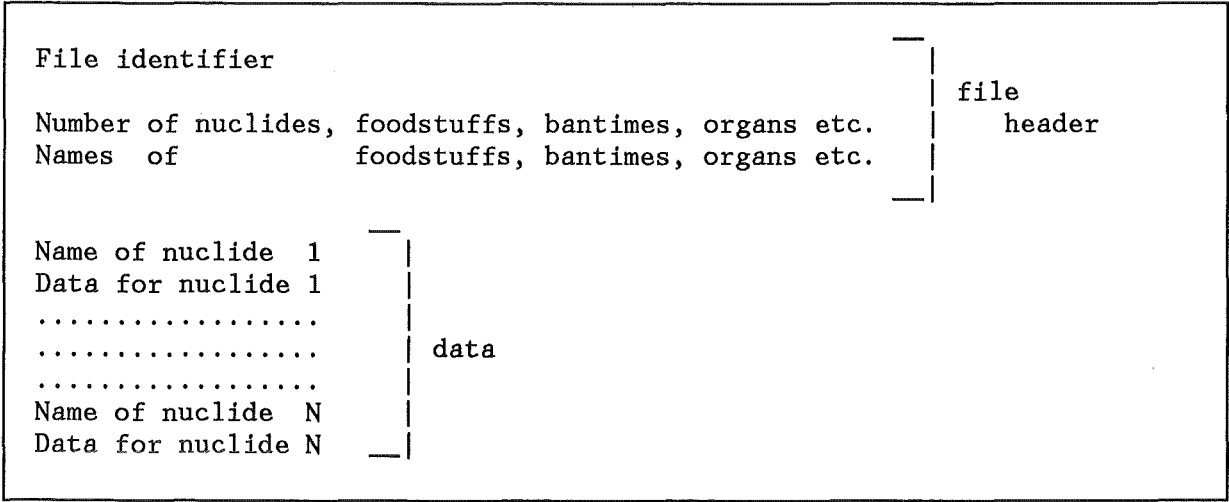 File identifier
file
Number of nuclides, foodstuffs, bantimes, organs etc. header
Names of foodstuffs, bantimes, organs etc.
Name of nuclide 1
Data for nuclide 1
..................
.................. data
..................
Name of nuclide N
Data for nuclide N